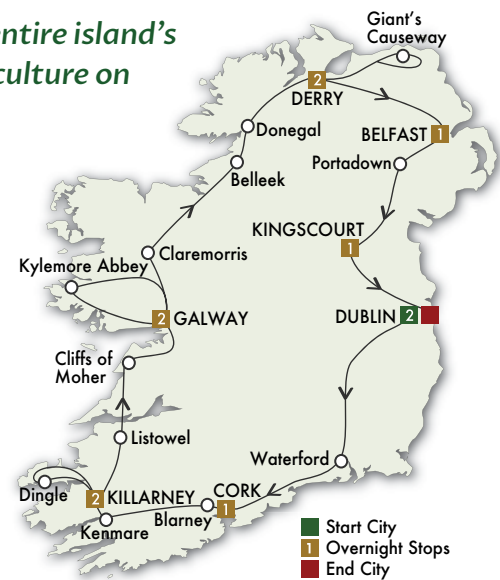 entire island's
culture on
Giant's
Causeway
2
DERRY
Donegal
BELFAST 1
Belleek
Portadown
KINGSCOURT
1
Claremorris
Kylemore Abbey
2 GALWAY
DUBLIN 2
Cliffs of
Moher
Listowel
Waterford
Dingle
2 KILLARNEY
CORK
1
Blarney
Kenmare
Start City
1 Overnight Stops
End City